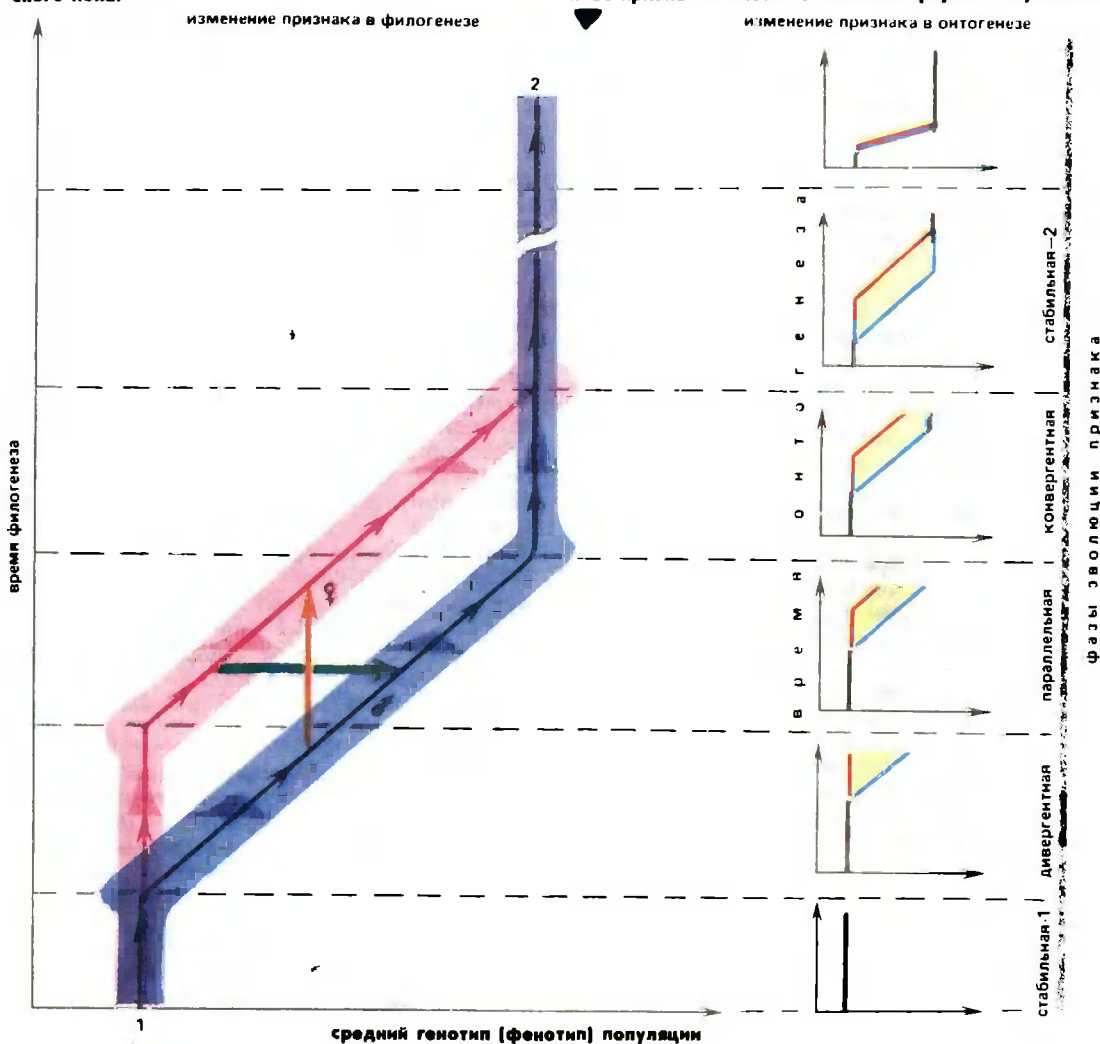 изменение признака в филогенезе
изменение признака в онтогенезе
2
время филогенеза
♀
♂
1
средний генотип (фенотип) популяции
время онтогенеза
стабильная-2
конвергентная
параллельная
дивергентная
стабильная-1
фазы эволюции признака